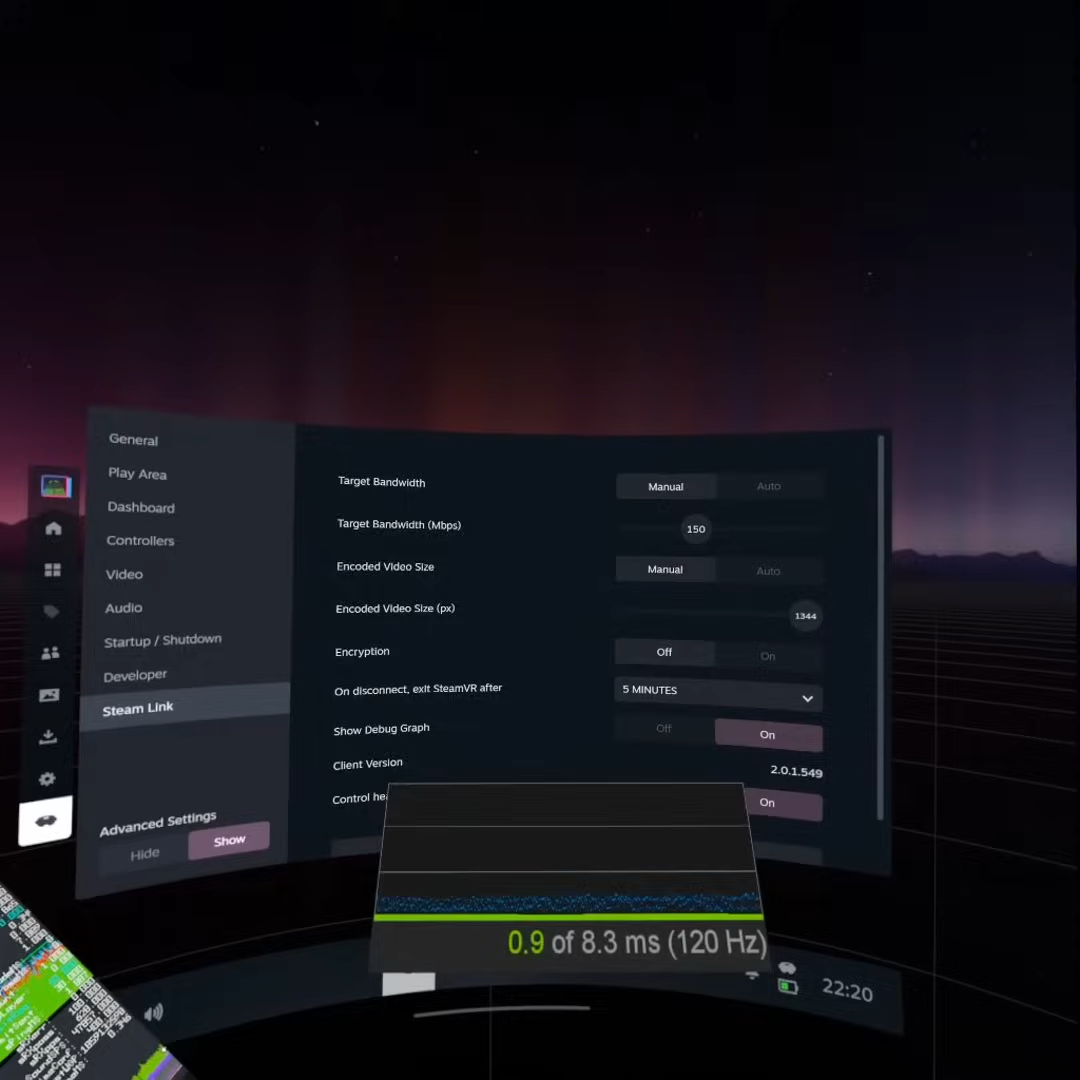 General
Play Area
Dashboard
Controllers
Video
Audio
Startup / Shutdown
Developer
Steam Link
Advanced Settings
Hide Show
Target Bandwidth Manual Auto
Target Bandwidth (Mbps) 150
Encoded Video Size Manual Auto
Encoded Video Size (px) 1344
Encryption Off On
On disconnect, exit SteamVR after 5 MINUTES
Show Debug Graph Off On
Client Version 2.0.1.549
Control On
0.9 of 8.3 ms (120 Hz)
22:20